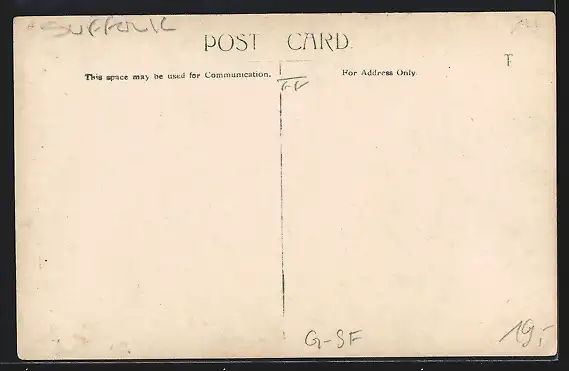 SUFFOLK
POST CARD.
This space may be used for Communication.
For Address Only.
T
G-SF
19,-